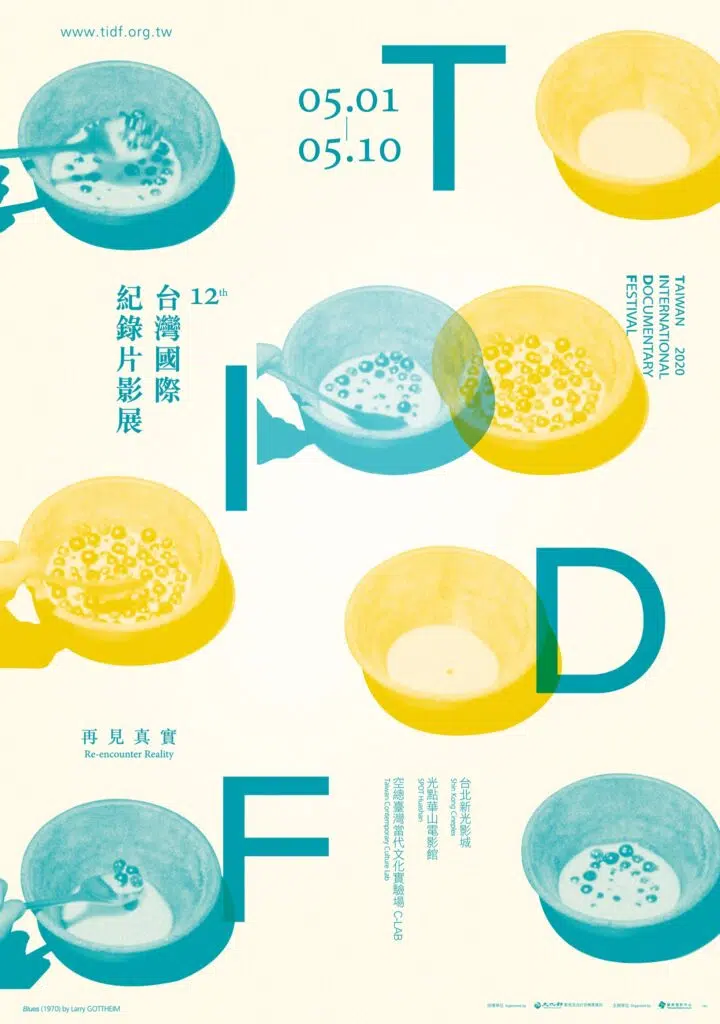 www.tidf.org.tw
T
05.01
05.10
12th
台灣國際
紀錄片影展
TAIWAN 2020
INTERNATIONAL
DOCUMENTARY
FESTIVAL
I
D
再見真實
Re-encounter Reality
F
台北新光影城
Shin Kong Cineplex
光點華山電影館
SPOT Huashan
空總臺灣當代文化實驗場 C-LAB
Taiwan Contemporary Culture Lab
Blues (1970) by Larry GOTTHEIM
文化部